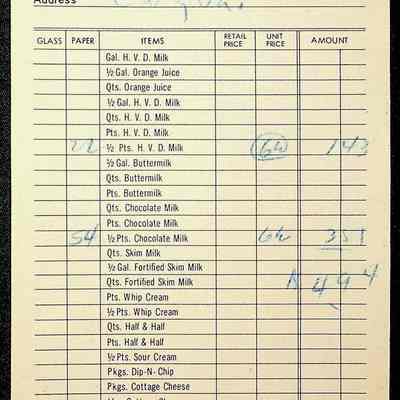 Address
GLASS PAPER ITEMS RETAIL PRICE UNIT PRICE AMOUNT
Gal. H. V. D. Milk
½ Gal. Orange Juice
Qts. Orange Juice
½ Gal. H. V. D. Milk
Qts. H. V. D. Milk
Pts. H. V. D. Milk
22 ½ Pts. H. V. D. Milk 6½ 143
½ Gal. Buttermilk
Qts. Buttermilk
Pts. Buttermilk
Qts. Chocolate Milk
Pts. Chocolate Milk
54 ½ Pts. Chocolate Milk 6½ 351
Qts. Skim Milk
½ Gal. Fortified Skim Milk
Qts. Fortified Skim Milk 494
Pts. Whip Cream
½ Pts. Whip Cream
Qts. Half & Half
Pts. Half & Half
½ Pts. Sour Cream
Pkgs. Dip-N-Chip
Pkgs. Cottage Cheese